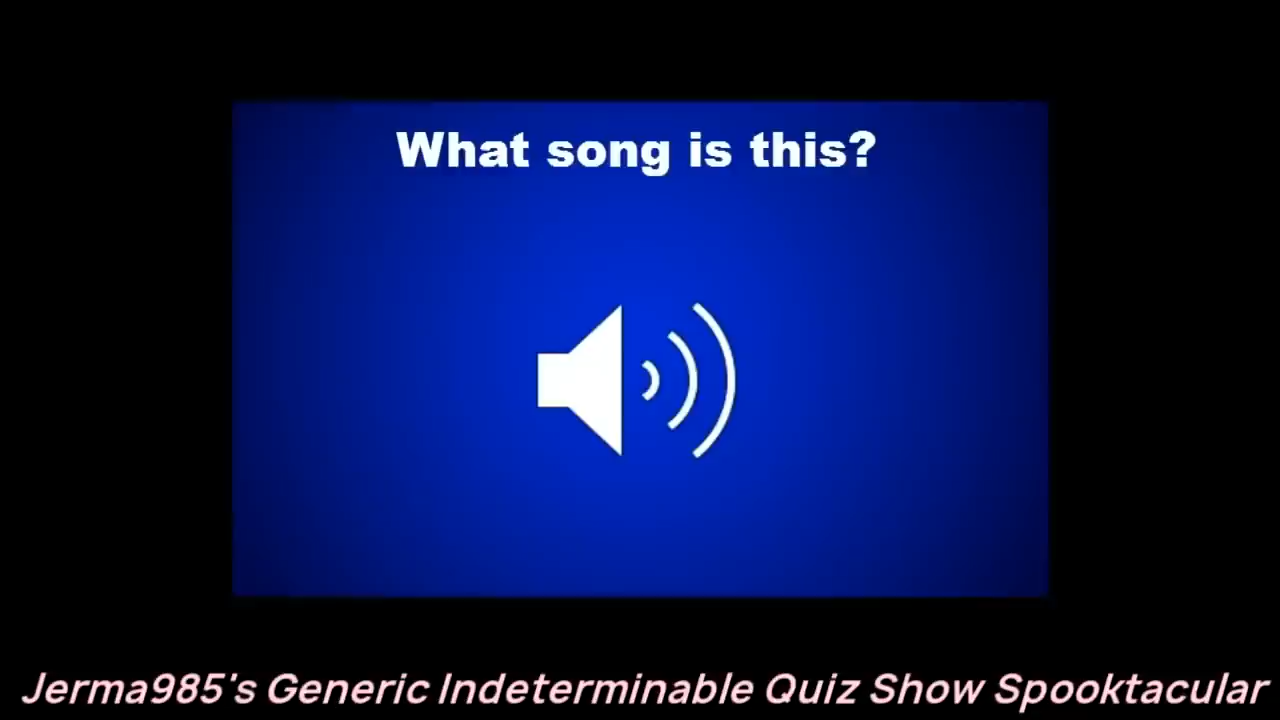 What song is this?
Jerma985's Generic Indeterminable Quiz Show Spooktacular